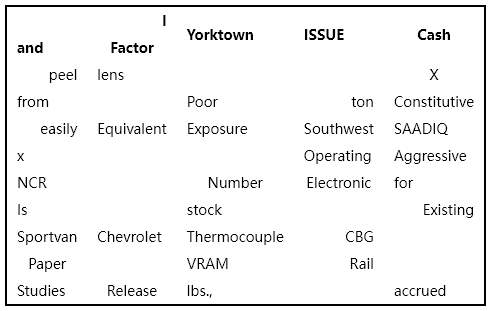 and I Factor Yorktown ISSUE Cash
peel lens X
from Poor ton Constitutive
easily Equivalent Exposure Southwest SAADIQ
x Operating Aggressive
NCR Number Electronic for
Is stock Existing
Sportvan Chevrolet Thermocouple CBG
Paper VRAM Rail
Studies Release lbs., accrued